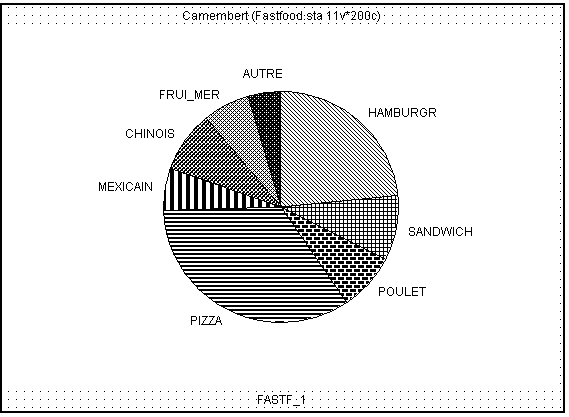 Camembert (Fastfood.sta 11v*200c)
AUTRE
FRUI_MER
HAMBURGR
CHINOIS
MEXICAIN
SANDWICH
POULET
PIZZA
FASTF_1